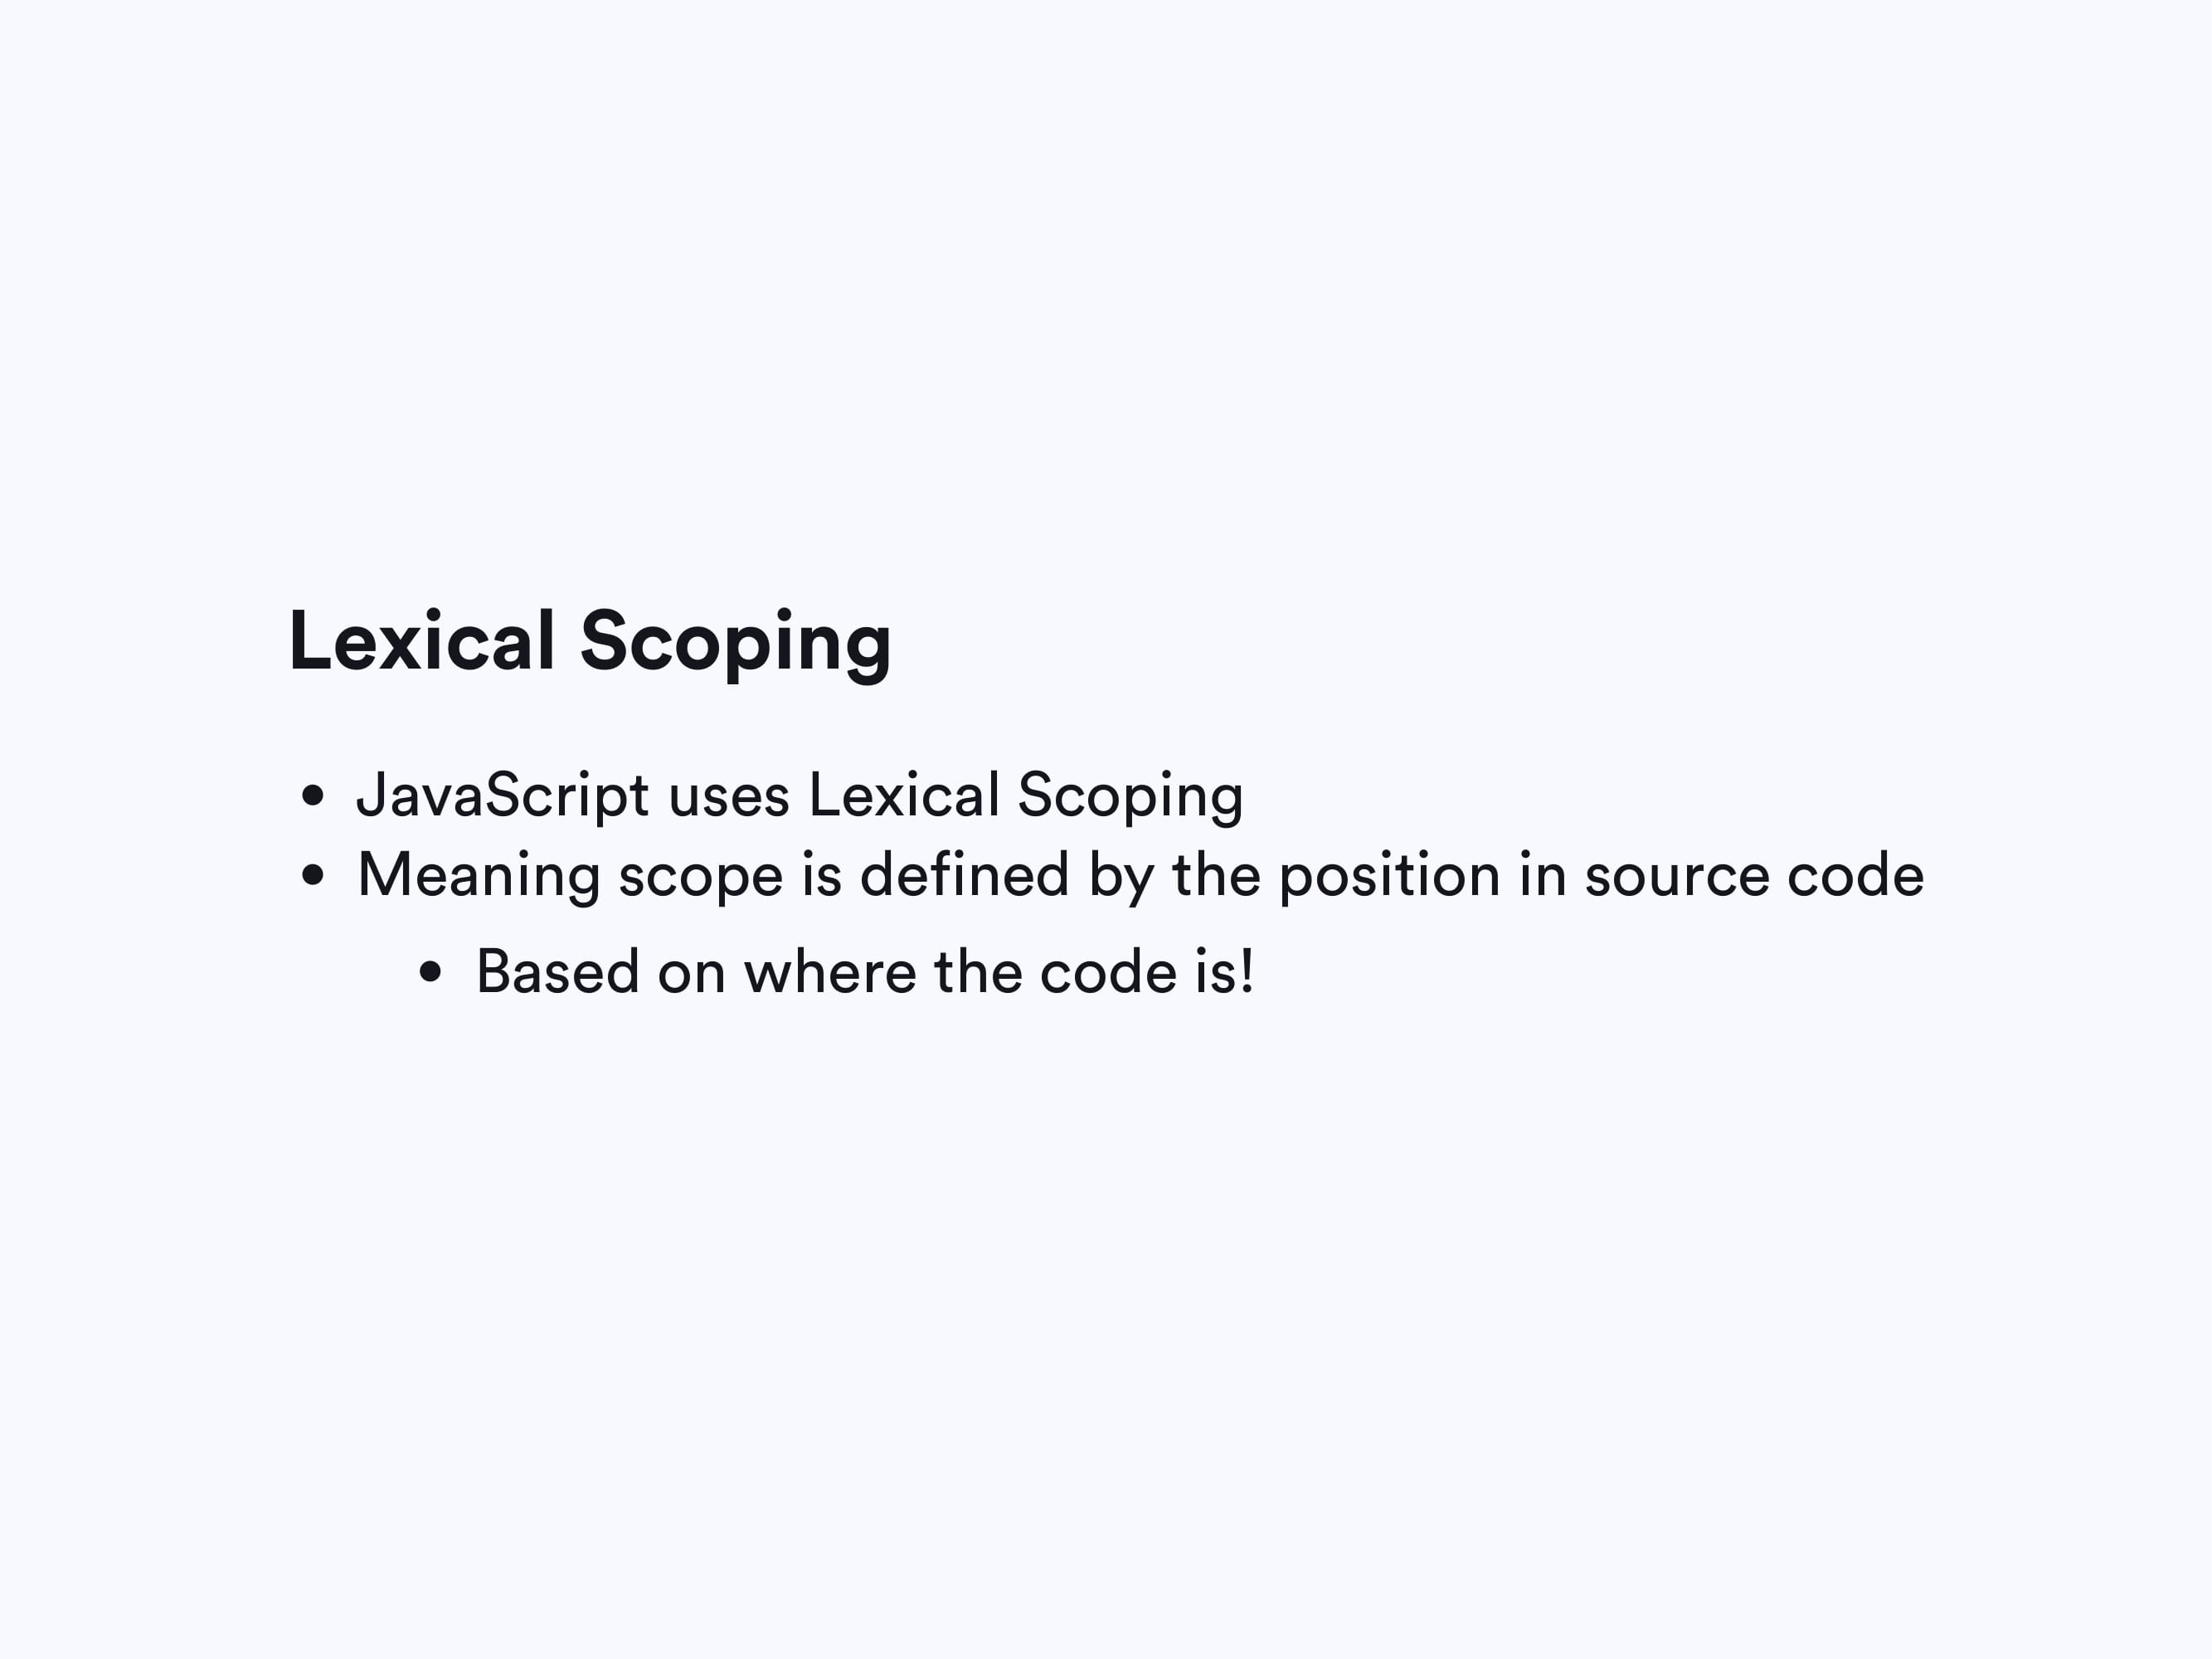 Lexical Scoping
• JavaScript uses Lexical Scoping
• Meaning scope is defined by the position in source code
• Based on where the code is!